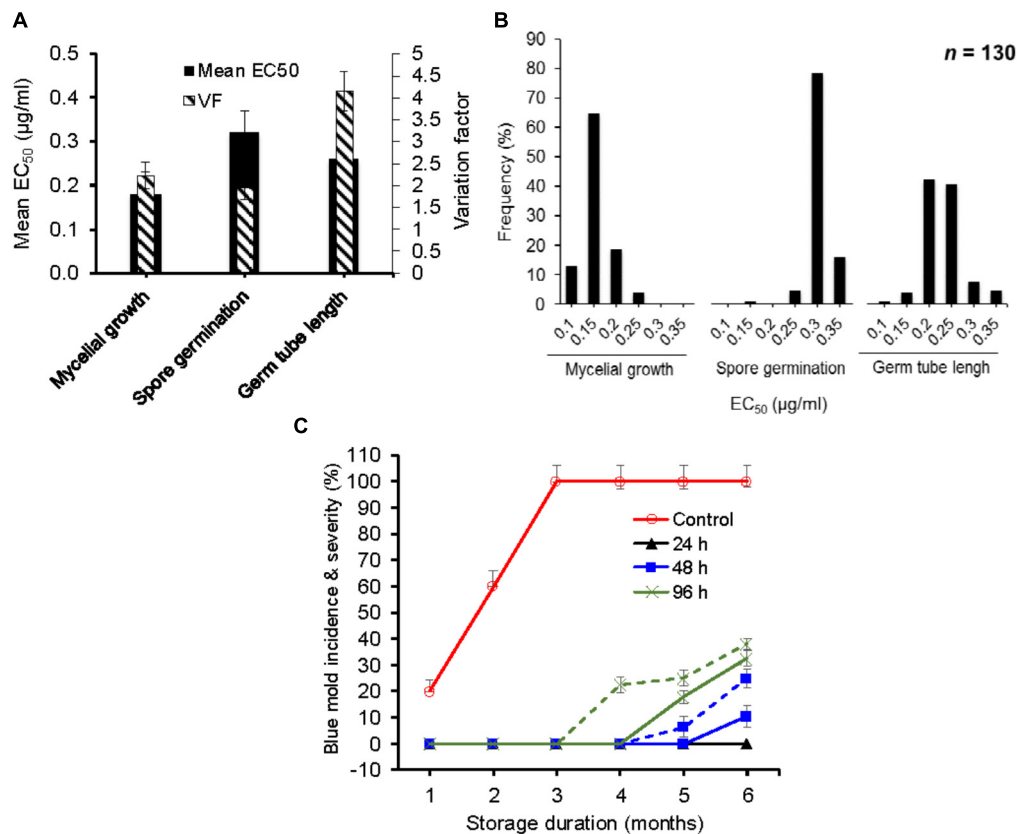 A
Mean EC50 (µg/ml)
0.5
0.4
0.3
0.2
0.1
0.0
Mean EC50
VF
5
4.5
4
3.5
3
2.5
2
1.5
1
0.5
0
Variation factor
Mycelial growth
Spore germination
Germ tube length
B
n = 130
Frequency (%)
90
80
70
60
50
40
30
20
10
0
0.1 0.15 0.2 0.25 0.3 0.35
0.1 0.15 0.2 0.25 0.3 0.35
0.1 0.15 0.2 0.25 0.3 0.35
Mycelial growth
Spore germination
Germ tube lengh
EC50 (µg/ml)
C
Blue mold incidence & severity (%)
110
100
90
80
70
60
50
40
30
20
10
0
-10
Control
24 h
48 h
96 h
1 2 3 4 5 6
Storage duration (months)